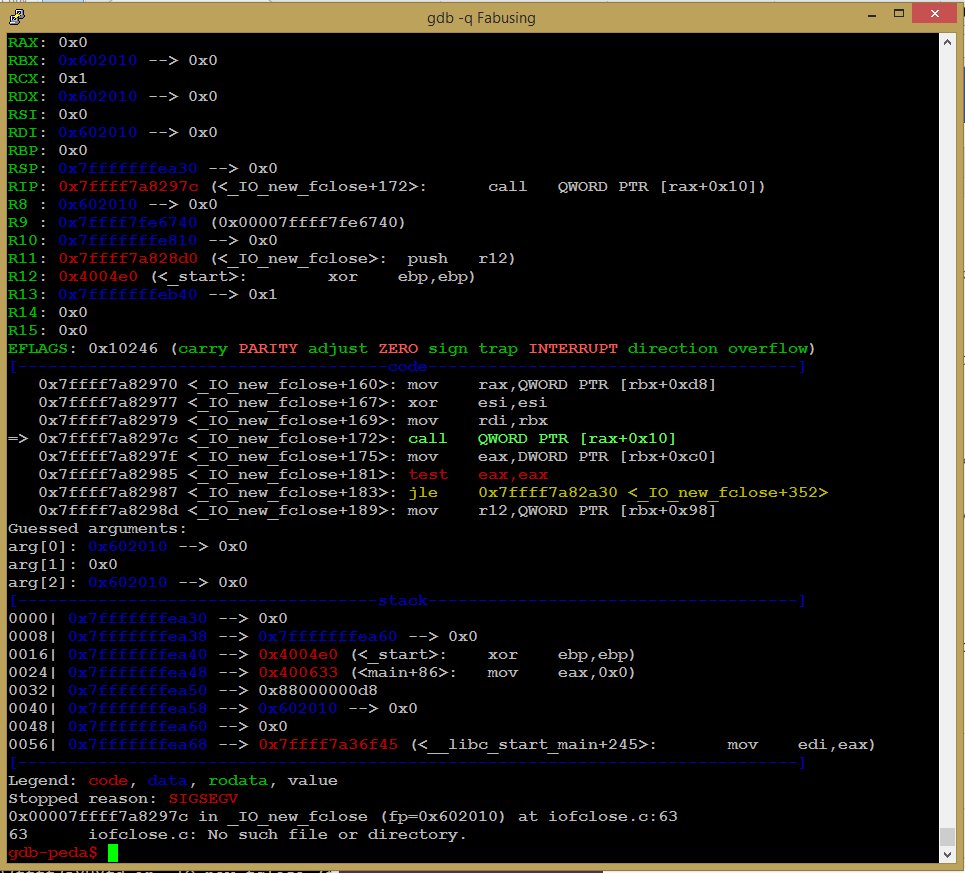 gdb -q Fabusing
RAX: 0x0
RBX: 0x602010 --> 0x0
RCX: 0x1
RDX: 0x602010 --> 0x0
RSI: 0x0
RDI: 0x602010 --> 0x0
RBP: 0x0
RSP: 0x7fffffffea30 --> 0x0
RIP: 0x7ffff7a8297c (<_IO_new_fclose+172>: call QWORD PTR [rax+0x10])
R8 : 0x602010 --> 0x0
R9 : 0x7ffff7fe6740 (0x00007ffff7fe6740)
R10: 0x7fffffffe810 --> 0x0
R11: 0x7ffff7a828d0 (<_IO_new_fclose>: push r12)
R12: 0x4004e0 (<_start>: xor ebp,ebp)
R13: 0x7fffffffeb40 --> 0x1
R14: 0x0
R15: 0x0
EFLAGS: 0x10246 (carry PARITY adjust ZERO sign trap INTERRUPT direction overflow)
[-------------------------------------code-------------------------------------]
0x7ffff7a82970 <_IO_new_fclose+160>: mov rax,QWORD PTR [rbx+0xd8]
0x7ffff7a82977 <_IO_new_fclose+167>: xor esi,esi
0x7ffff7a82979 <_IO_new_fclose+169>: mov rdi,rbx
=> 0x7ffff7a8297c <_IO_new_fclose+172>: call QWORD PTR [rax+0x10]
0x7ffff7a8297f <_IO_new_fclose+175>: mov eax,DWORD PTR [rbx+0xc0]
0x7ffff7a82985 <_IO_new_fclose+181>: test eax,eax
0x7ffff7a82987 <_IO_new_fclose+183>: jle 0x7ffff7a82a30 <_IO_new_fclose+352>
0x7ffff7a8298d <_IO_new_fclose+189>: mov r12,QWORD PTR [rbx+0x98]
Guessed arguments:
arg[0]: 0x602010 --> 0x0
arg[1]: 0x0
arg[2]: 0x602010 --> 0x0
[------------------------------------stack-------------------------------------]
0000| 0x7fffffffea30 --> 0x0
0008| 0x7fffffffea38 --> 0x7fffffffea60 --> 0x0
0016| 0x7fffffffea40 --> 0x4004e0 (<_start>: xor ebp,ebp)
0024| 0x7fffffffea48 --> 0x400633 (<main+86>: mov eax,0x0)
0032| 0x7fffffffea50 --> 0x88000000d8
0040| 0x7fffffffea58 --> 0x602010 --> 0x0
0048| 0x7fffffffea60 --> 0x0
0056| 0x7fffffffea68 --> 0x7ffff7a36f45 (<__libc_start_main+245>: mov edi,eax)
[------------------------------------------------------------------------------]
Legend: code, data, rodata, value
Stopped reason: SIGSEGV
0x00007ffff7a8297c in _IO_new_fclose (fp=0x602010) at iofclose.c:63
63 iofclose.c: No such file or directory.
gdb-peda$